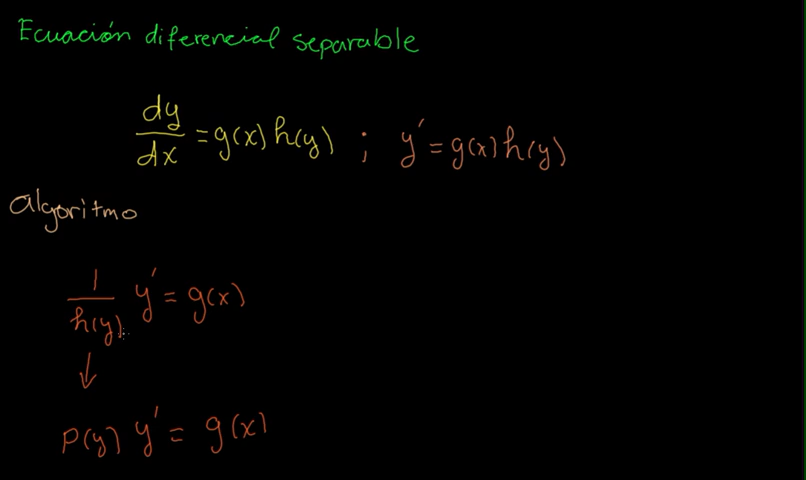 Ecuación diferencial separable
dy/dx = g(x) h(y) ; y' = g(x) h(y)
Algoritmo
1/h(y) y' = g(x)
↓
P(y) y' = g(x)